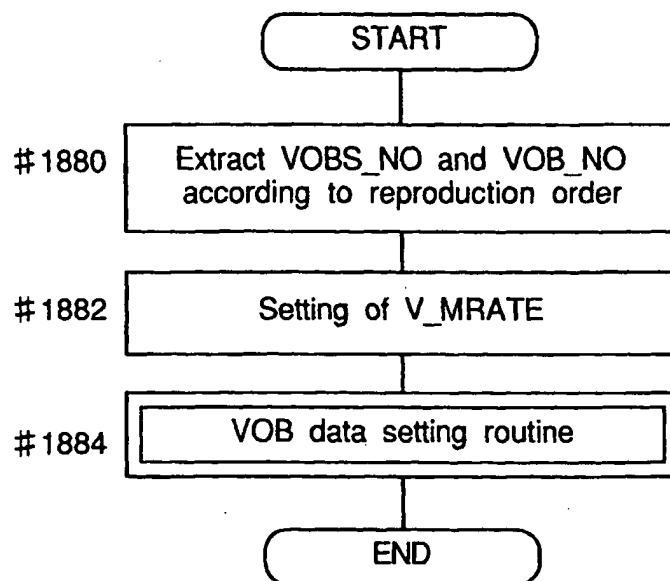 START
#1880
Extract VOBS_NO and VOB_NO
according to reproduction order
#1882
Setting of V_MRATE
#1884
VOB data setting routine
END